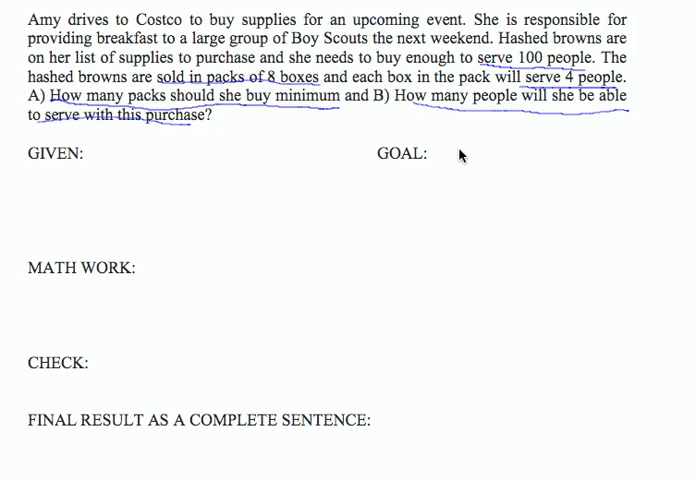 Amy drives to Costco to buy supplies for an upcoming event. She is responsible for
providing breakfast to a large group of Boy Scouts the next weekend. Hashed browns are
on her list of supplies to purchase and she needs to buy enough to serve 100 people. The
hashed browns are sold in packs of 8 boxes and each box in the pack will serve 4 people.
A) How many packs should she buy minimum and B) How many people will she be able
to serve with this purchase?
GIVEN: GOAL:
MATH WORK:
CHECK:
FINAL RESULT AS A COMPLETE SENTENCE: